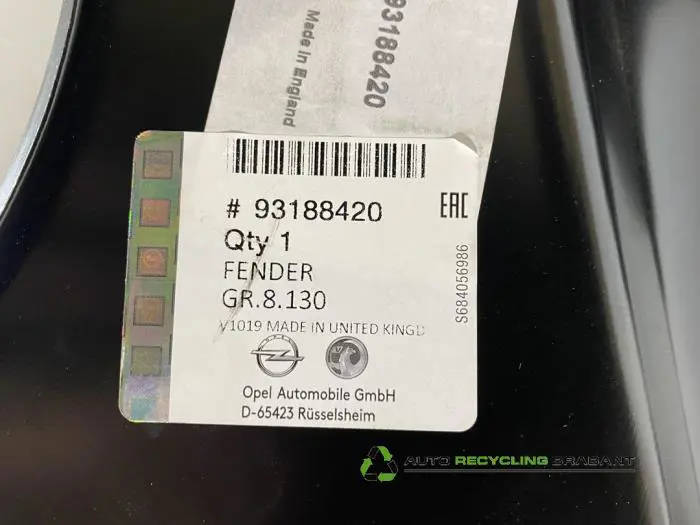 93188420
Made In England
# 93188420
EAC
Qty 1
FENDER
GR.8.130
V1019 MADE IN UNITED KINGD
S684056986
Opel Automobile GmbH
D-65423 Rüsselsheim
AUTO RECYCLING BRABANT